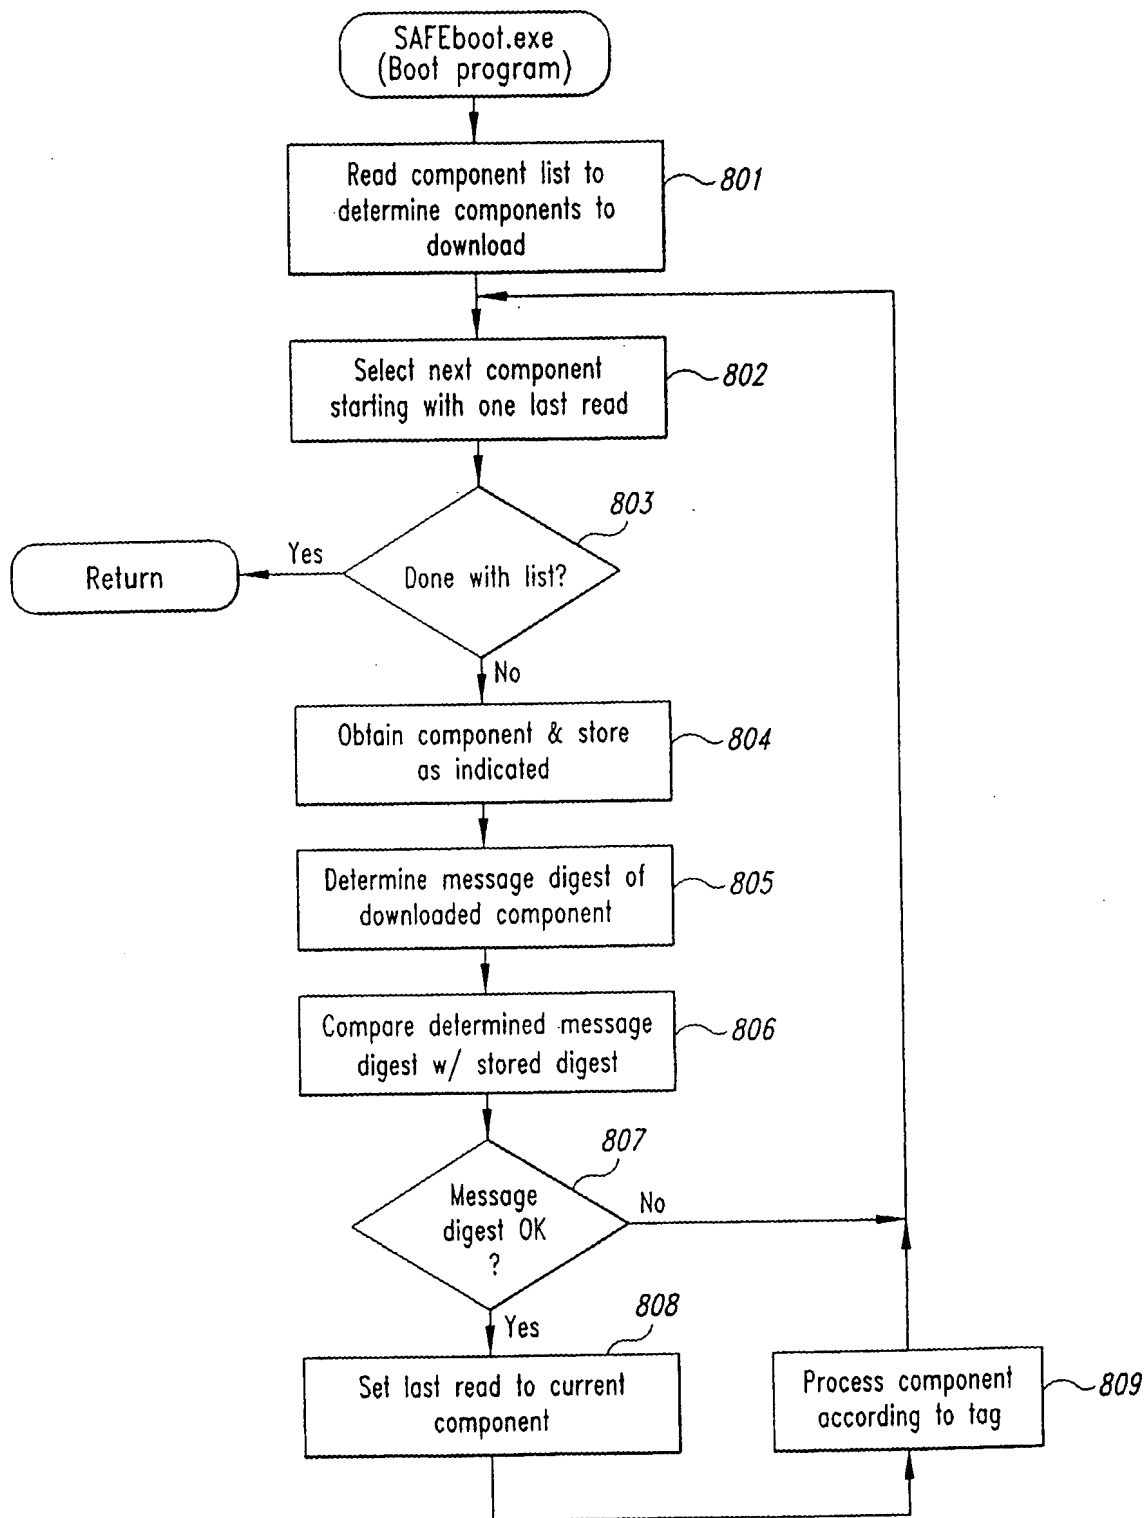 SAFEboot.exe
(Boot program)
Read component list to
determine components to
download
801
Select next component
starting with one last read
802
803
Done with list?
Yes
Return
No
Obtain component & store
as indicated
804
Determine message digest of
downloaded component
805
Compare determined message
digest w/ stored digest
806
807
Message
digest OK
?
No
Yes
808
Set last read to current
component
Process component
according to tag
809